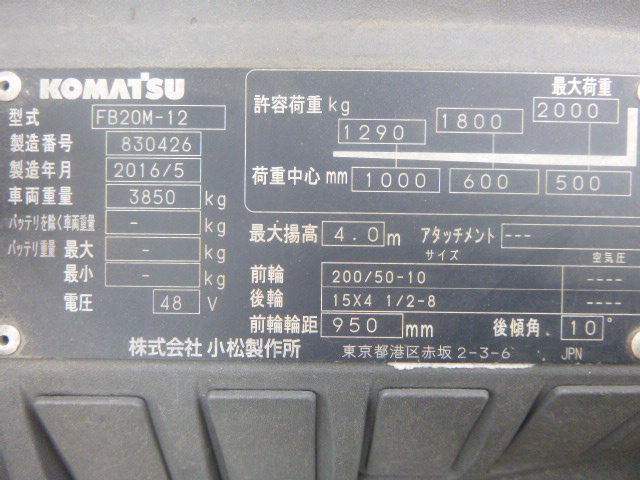 KOMATSU
型式 FB20M-12
製造番号 830426
製造年月 2016/5
車両重量 3850 kg
バッテリを除く車両重量 - kg
バッテリ重量 最大 - kg
最小 - kg
電圧 48 V
最大荷重
許容荷重 kg 1290 1800 2000
荷重中心 mm 1000 600 500
最大揚高 4.0 m アタッチメント ---
サイズ 空気圧
前輪 200/50-10 ----
後輪 15X4 1/2-8 ----
前輪輪距 950 mm 後傾角 10°
株式会社 小松製作所 東京都港区赤坂2-3-6 JPN